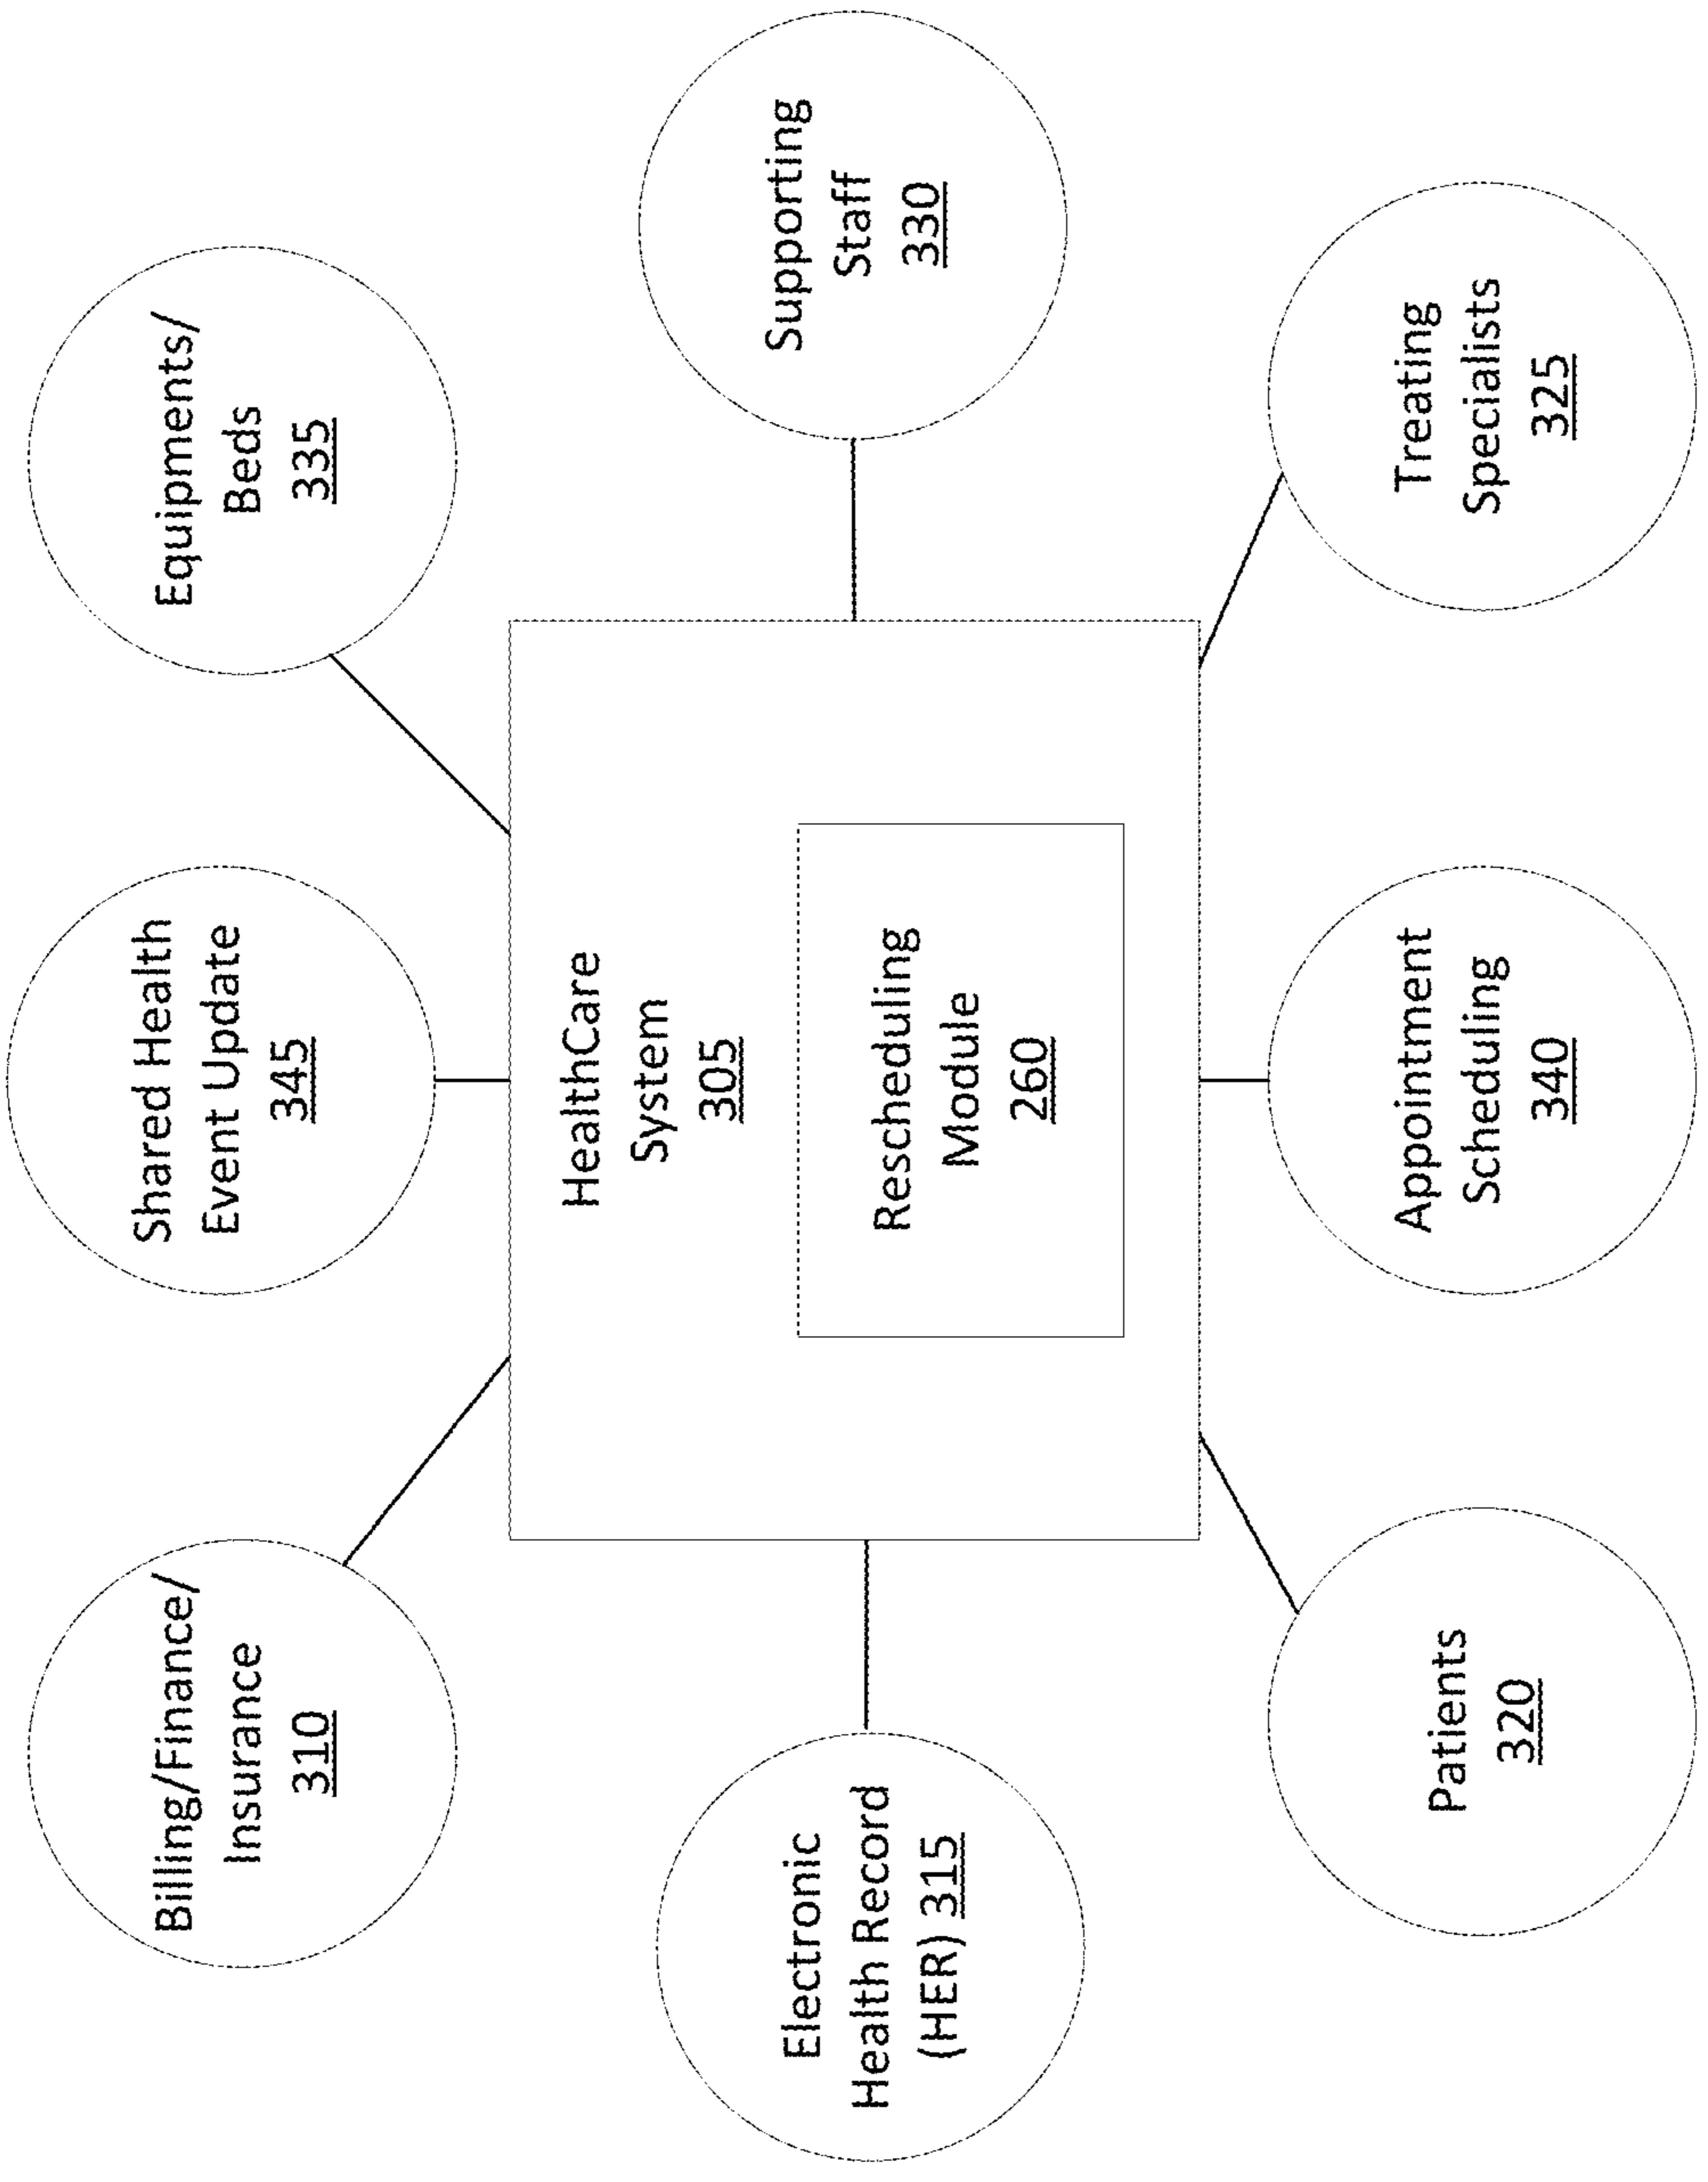 Billing/Finance/
Insurance
310
Shared Health
Event Update
345
Equipments/
Beds
335
Electronic
Health Record
(HER) 315
HealthCare
System
305
Rescheduling
Module
260
Supporting
Staff
330
Patients
320
Appointment
Scheduling
340
Treating
Specialists
325